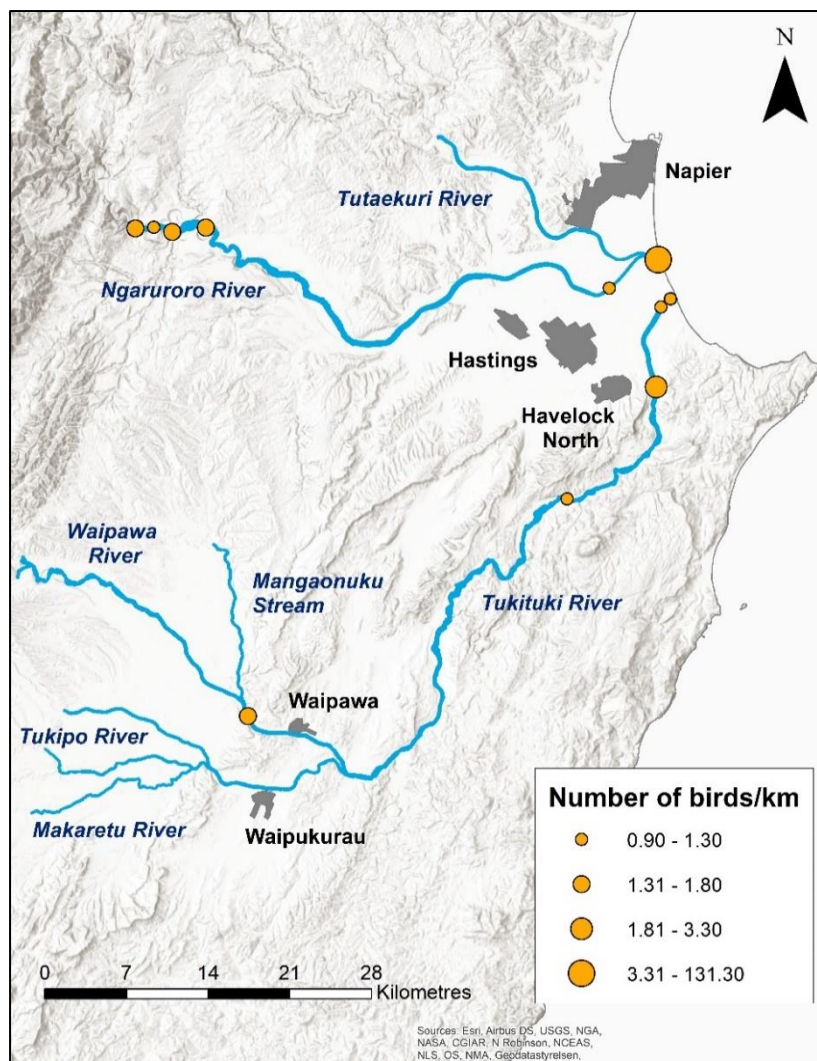 N
Napier
Tutaekuri River
Ngaruroro River
Hastings
Havelock
North
Waipawa
River
Mangaonuku
Stream
Tukituki River
Waipawa
Tukipo River
Makaretu River
Waipukurau
Number of birds/km
0.90 - 1.30
1.31 - 1.80
1.81 - 3.30
3.31 - 131.30
0 7 14 21 28
Kilometres
Sources: Esri, Airbus DS, USGS, NGA,
NASA, CGIAR, N Robinson, NCEAS,
NLS, OS, NMA, Geodatastyrelsen,